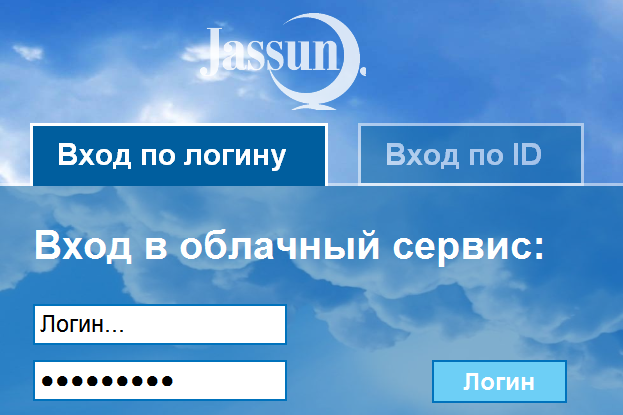 Jassun
Вход по логину
Вход по ID
Вход в облачный сервис:
Логин...
●●●●●●●●●
Логин